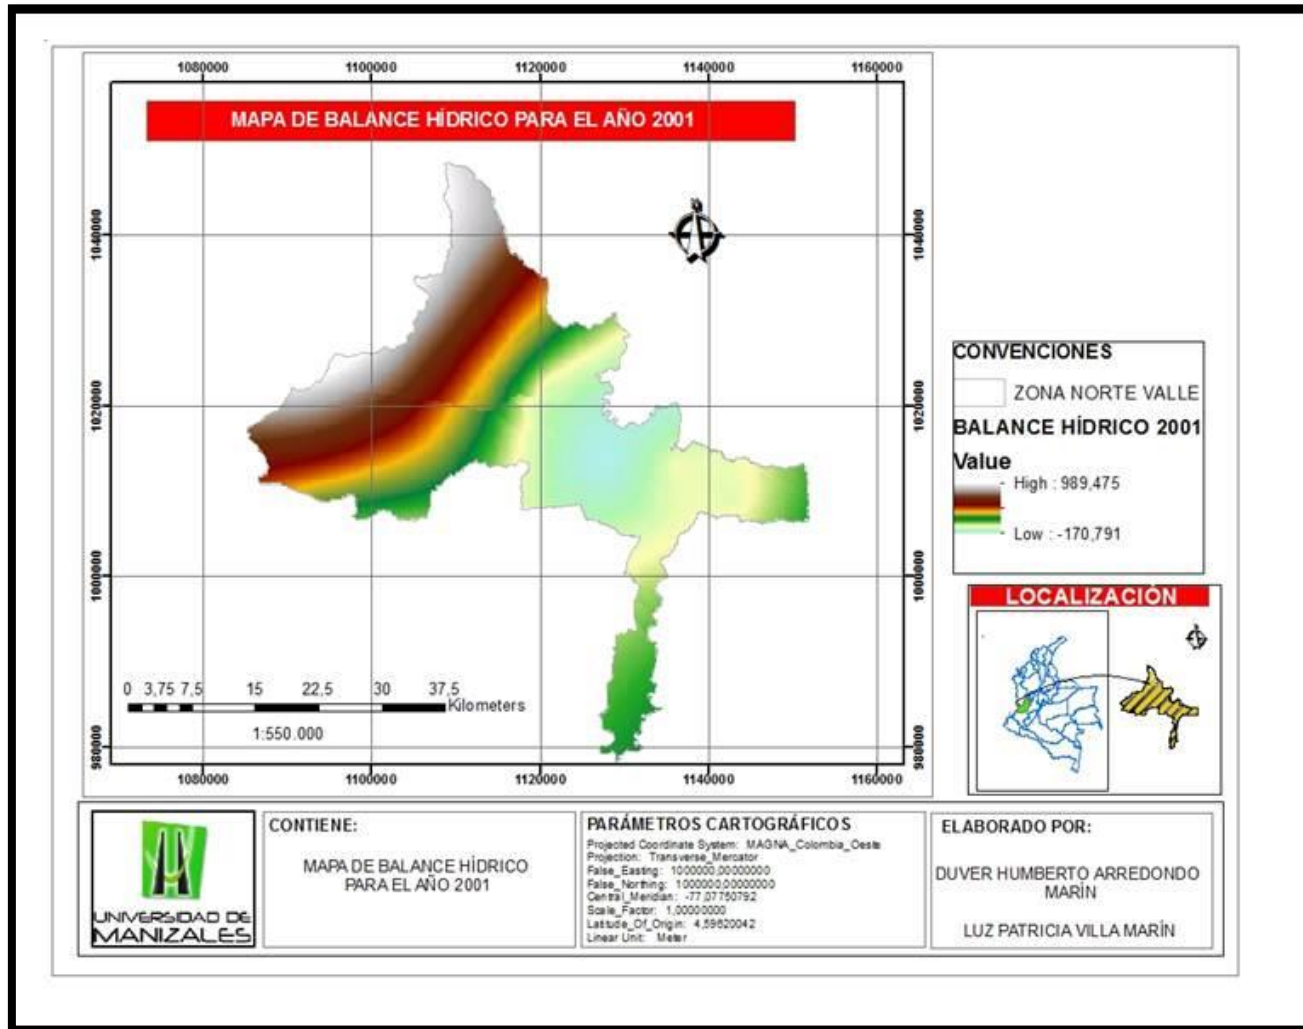 1080000 1100000 1120000 1140000 1160000
MAPA DE BALANCE HÍDRICO PARA EL AÑO 2001
1040000 1040000
1020000 1020000
1000000 1000000
980000 980000
0 3,75 7,5 15 22,5 30 37,5
Kilometers
1:550.000
1080000 1100000 1120000 1140000 1160000
CONVENCIONES
ZONA NORTE VALLE
BALANCE HÍDRICO 2001
Value
High : 989,475
Low : -170,791
LOCALIZACIÓN
UNIVERSIDAD DE
MANIZALES
CONTIENE:
MAPA DE BALANCE HÍDRICO
PARA EL AÑO 2001
PARÁMETROS CARTOGRÁFICOS
Projected Coordinate System: MAGNA_Colombia_Oeste
Projection: Transverse_Mercator
False_Easting: 1000000,00000000
False_Northing: 1000000,00000000
Central_Meridian: -77,07750792
Scale_Factor: 1,00000000
Latitude_Of_Origin: 4,59620042
Linear Unit: Meter
ELABORADO POR:
DUVER HUMBERTO ARREDONDO
MARÍN
LUZ PATRICIA VILLA MARÍN